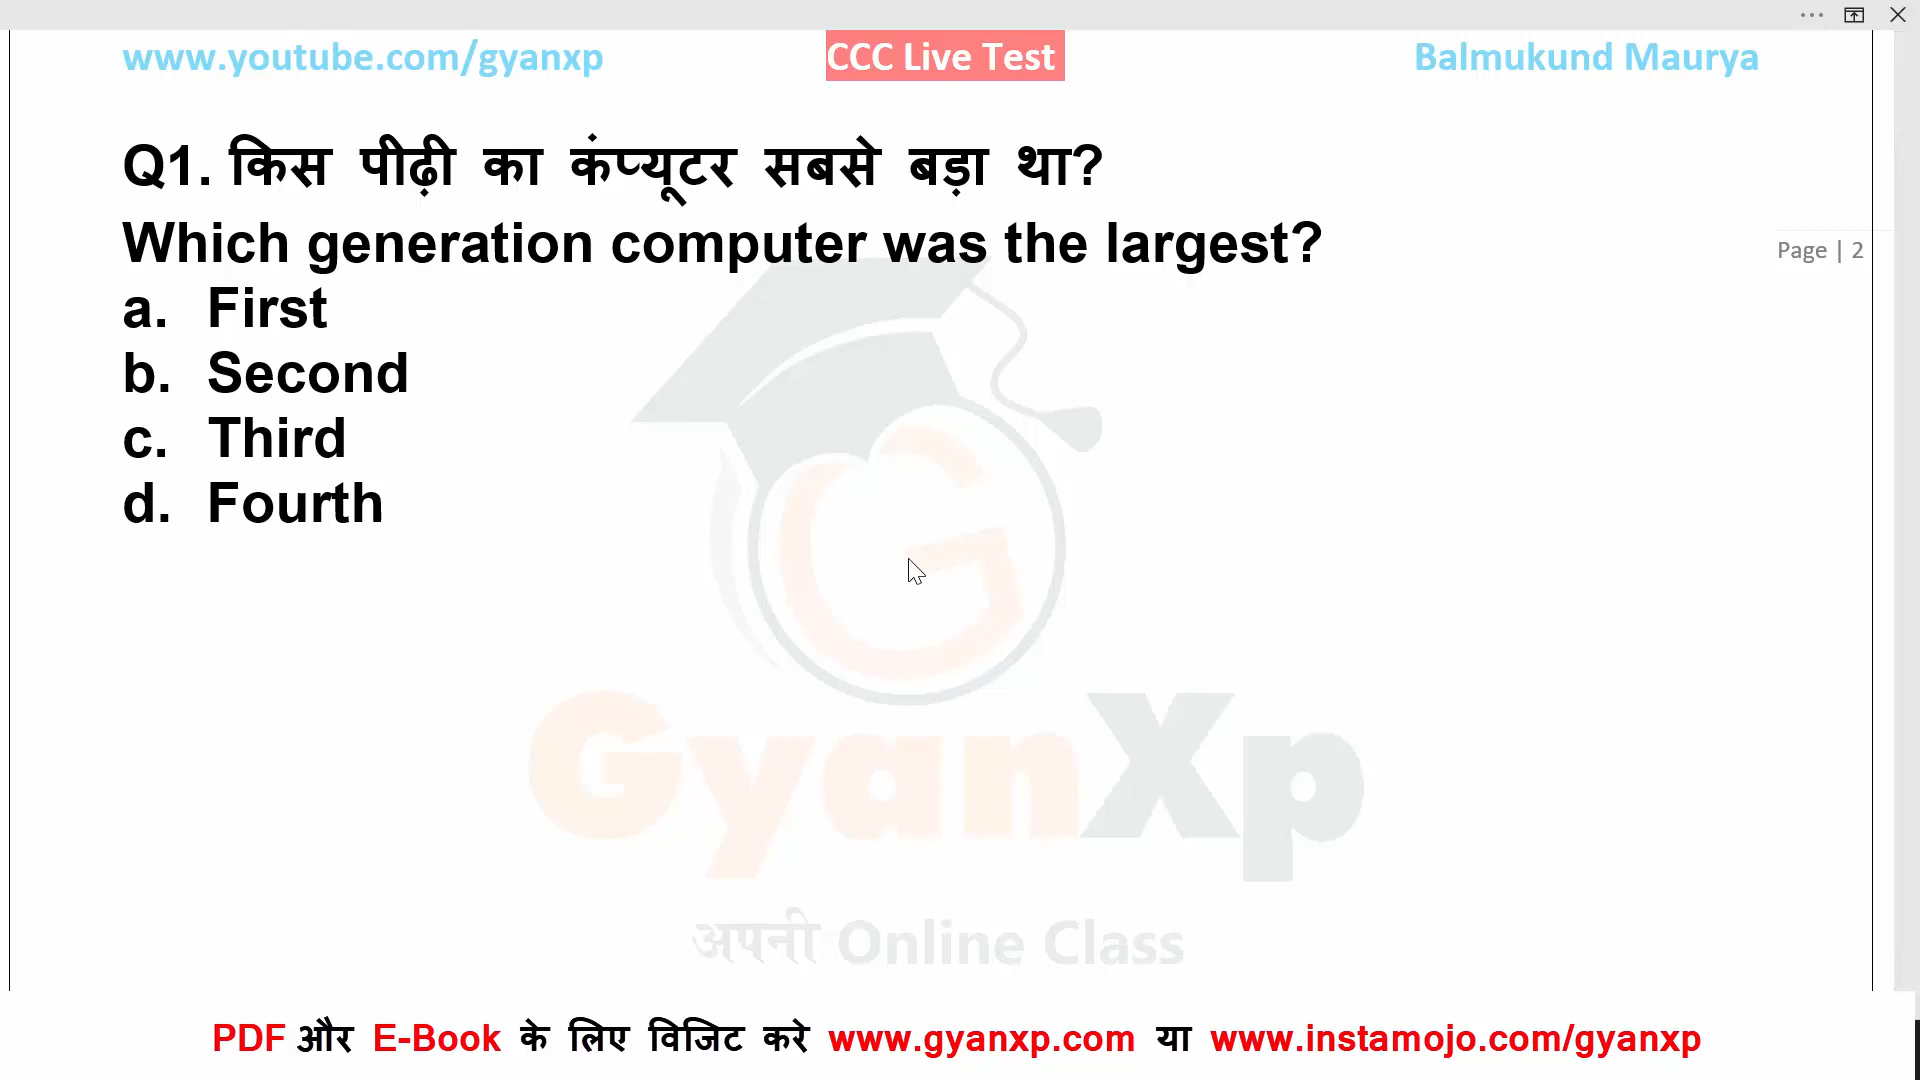 www.youtube.com/gyanxp CCC Live Test Balmukund Maurya
Q1. किस पीढ़ी का कंप्यूटर सबसे बड़ा था?
Which generation computer was the largest?
Page | 2
a. First
b. Second
c. Third
d. Fourth
G
GyanXp
अपनी Online Class
PDF और E-Book के लिए विजिट करे www.gyanxp.com या www.instamojo.com/gyanxp